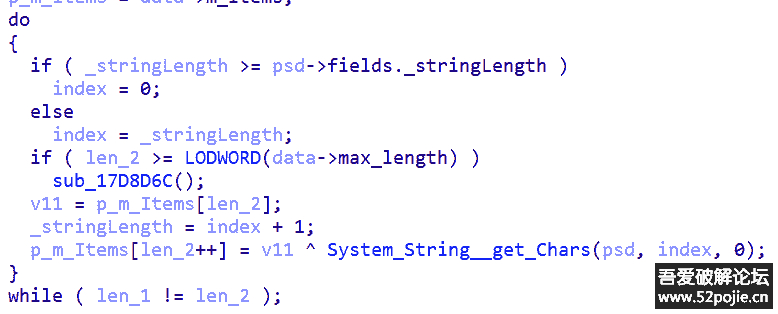 p_m_Items = data->m_Items;
do
{
if ( _stringLength >= psd->fields._stringLength )
index = 0;
else
index = _stringLength;
if ( len_2 >= LODWORD(data->max_length) )
sub_17D8D6C();
v11 = p_m_Items[len_2];
_stringLength = index + 1;
p_m_Items[len_2++] = v11 ^ System_String__get_Chars(psd, index, 0);
}
while ( len_1 != len_2 );
吾爱破解论坛
www.52pojie.cn